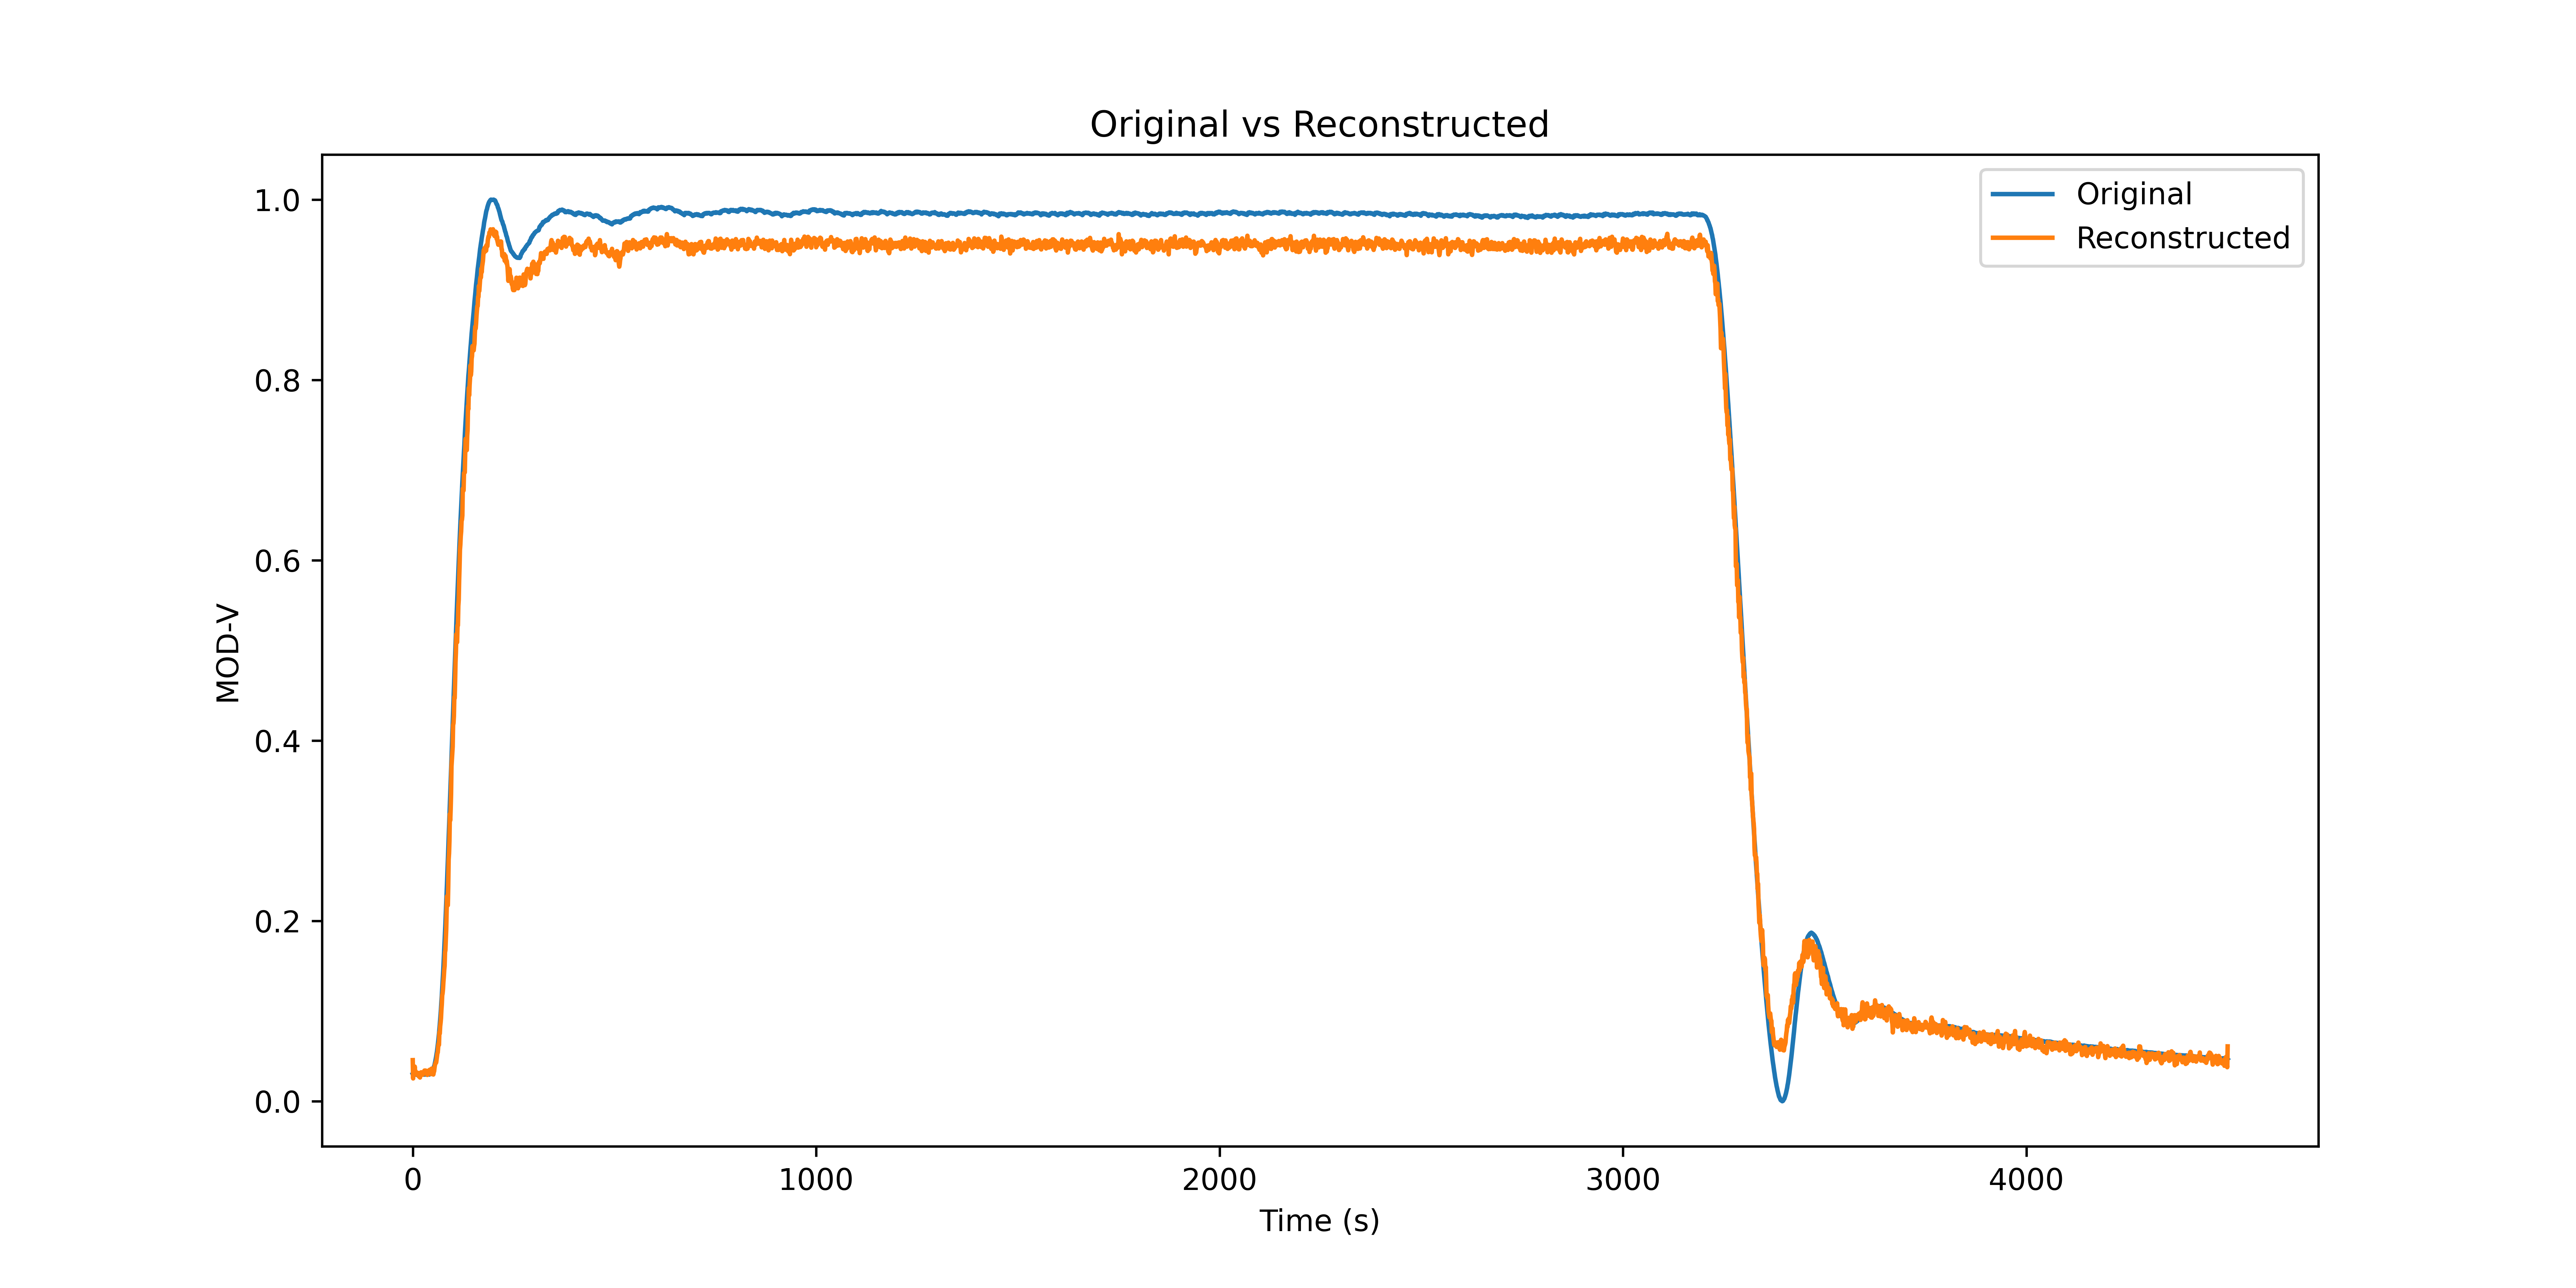 Original vs Reconstructed
Original
Reconstructed
1.0
0.8
0.6
0.4
0.2
0.0
MOD-V
0 1000 2000 3000 4000
Time (s)